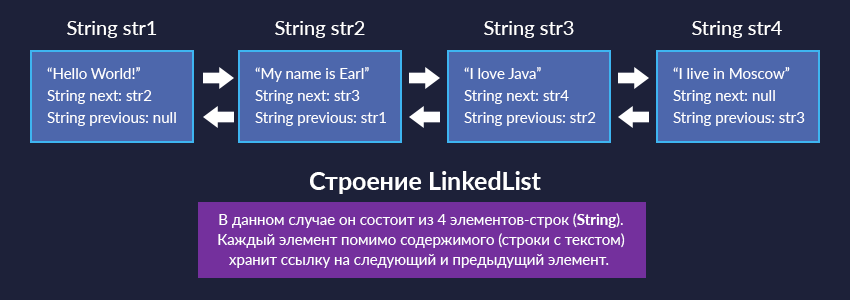 String str1
String str2
String str3
String str4
“Hello World!”
String next: str2
String previous: null
“My name is Earl”
String next: str3
String previous: str1
“I love Java”
String next: str4
String previous: str2
“I live in Moscow”
String next: null
String previous: str3
Строение LinkedList
В данном случае он состоит из 4 элементов-строк (String).
Каждый элемент помимо содержимого (строки с текстом)
хранит ссылку на следующий и предыдущий элемент.